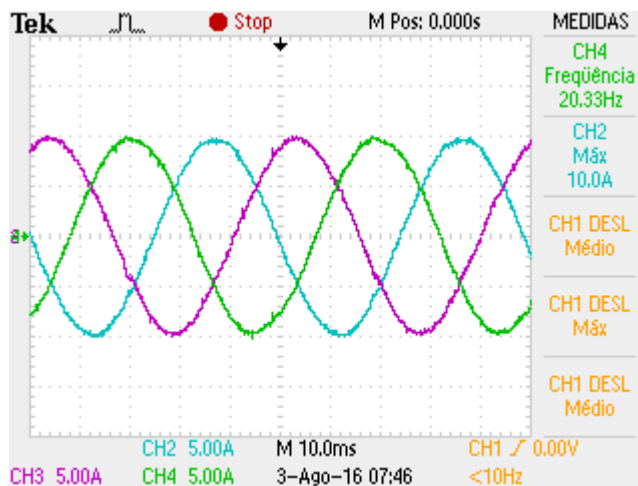 Tek Stop M Pos: 0.000s MEDIDAS
CH4
Freqüência
20.33Hz
CH2
Máx
10.0A
CH1 DESL
Médio
CH1 DESL
Máx
CH1 DESL
Médio
CH2 5.00A M 10.0ms CH1 0.00V
CH3 5.00A CH4 5.00A 3-Ago-16 07:46 <10Hz